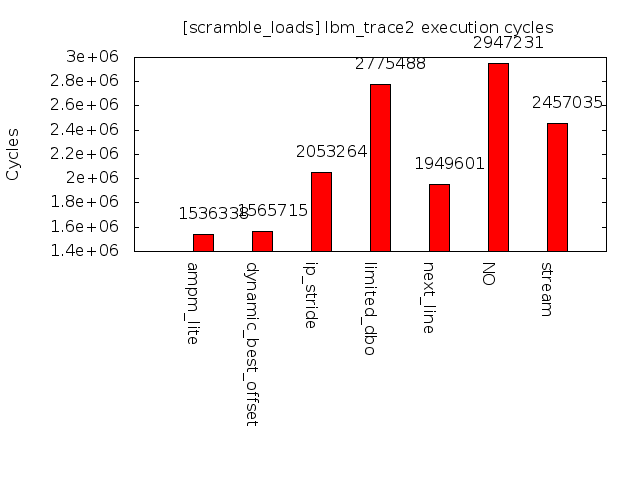 [scramble_loads] lbm_trace2 execution cycles
Cycles
3e+06
2.8e+06
2.6e+06
2.4e+06
2.2e+06
2e+06
1.8e+06
1.6e+06
1.4e+06
1536338
1565715
2053264
2775488
1949601
2947231
2457035
ampm_lite
dynamic_best_offset
ip_stride
limited_dbo
next_line
NO
stream